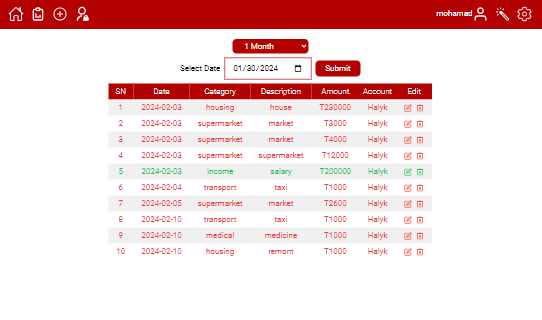 mohamad
1 Month
Select Date 01/30/2024 Submit
SN Date Category Description Amount Account Edit
1 2024-02-03 housing house T230000 Halyk
2 2024-02-03 supermarket market T3000 Halyk
3 2024-02-03 supermarket market T4000 Halyk
4 2024-02-03 supermarket supermarket T12000 Halyk
5 2024-02-03 income salary T200000 Halyk
6 2024-02-04 transport taxi T1000 Halyk
7 2024-02-05 supermarket market T2600 Halyk
8 2024-02-10 transport taxi T1000 Halyk
9 2024-02-10 medical medicine T1000 Halyk
10 2024-02-10 housing remont T1000 Halyk